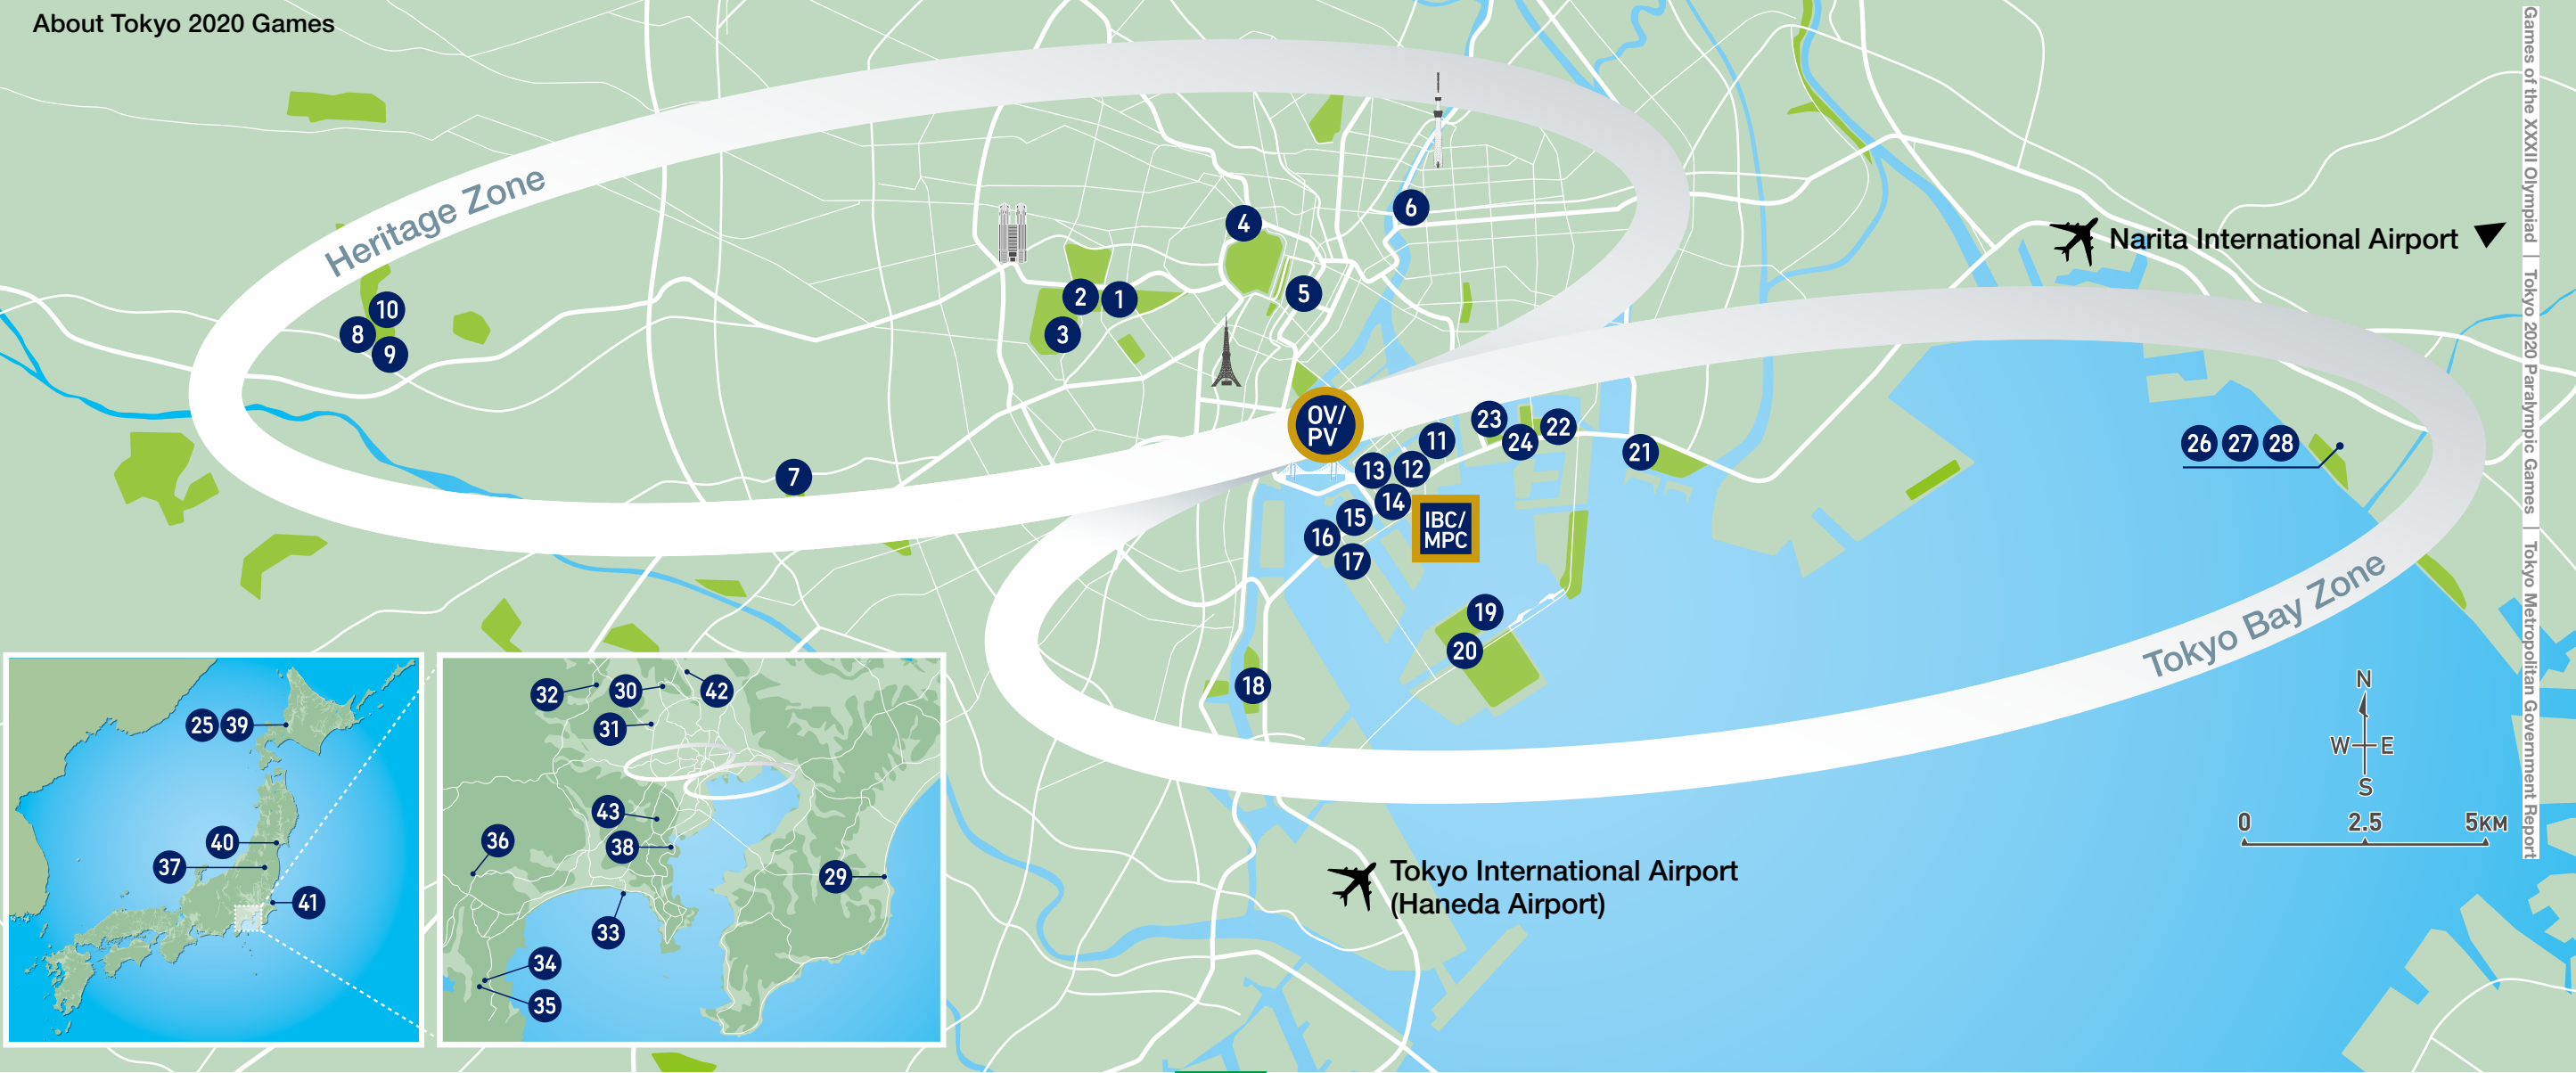 About Tokyo 2020 Games
Heritage Zone
4
6
Narita International Airport
2
1
5
10
8
3
9
OV/
PV
23
22
11
24
21
26 27 28
7
13
12
14
15
IBC/
MPC
16
17
19
20
18
Tokyo Bay Zone
N
W E
S
0 2.5 5KM
Tokyo International Airport
(Haneda Airport)
25 39
40
37
41
32
30
42
31
43
38
36
29
33
34
35
Games of the XXXII Olympiad | Tokyo 2020 Paralympic Games | Tokyo Metropolitan Government Report